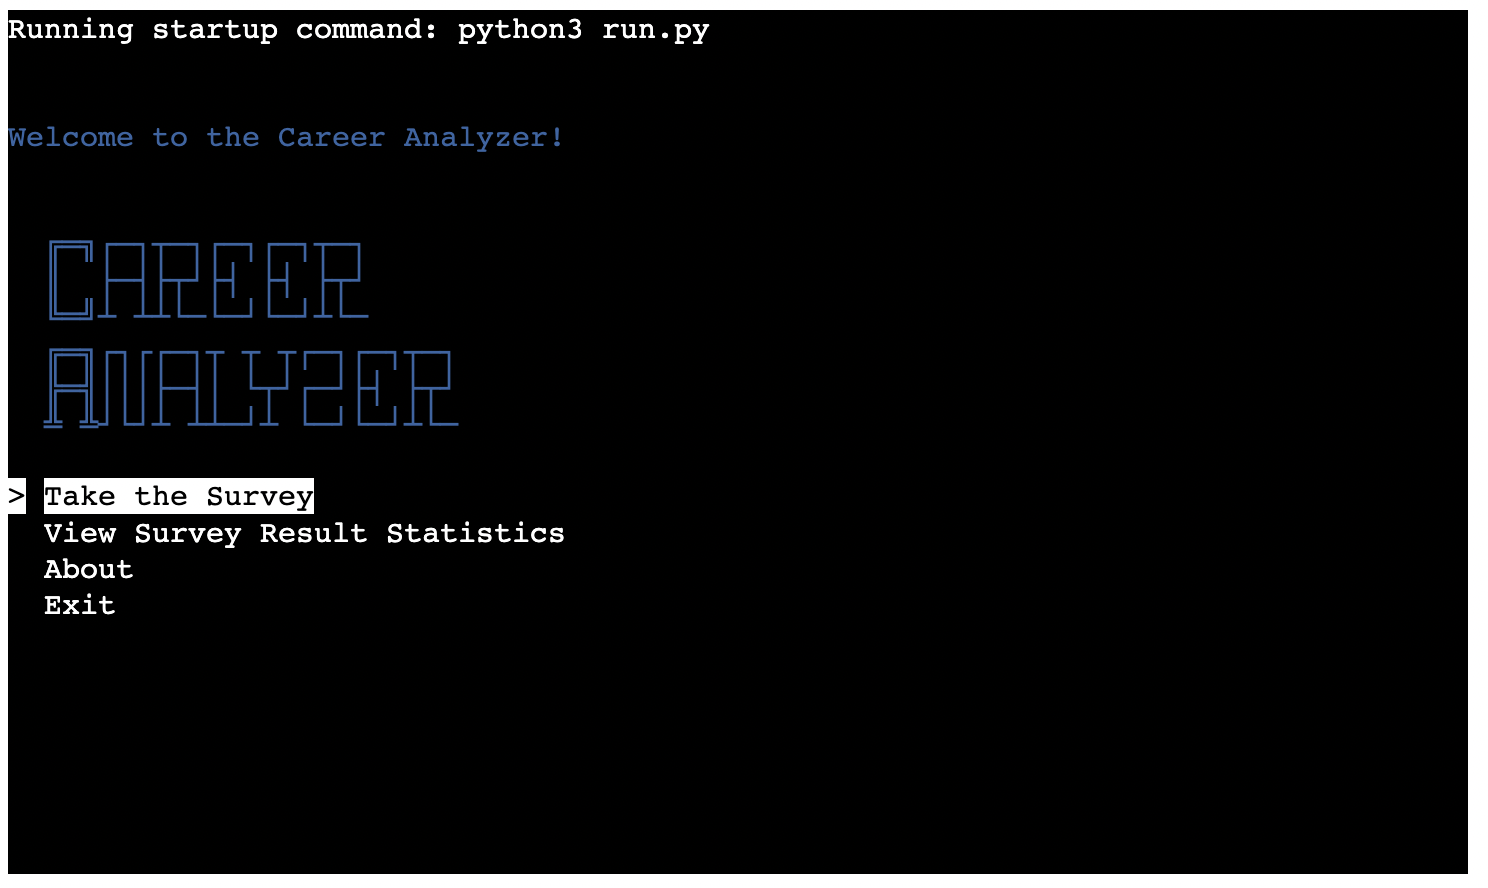 Running startup command: python3 run.py
Welcome to the Career Analyzer!
CAREER
ANALYZER
> Take the Survey
View Survey Result Statistics
About
Exit